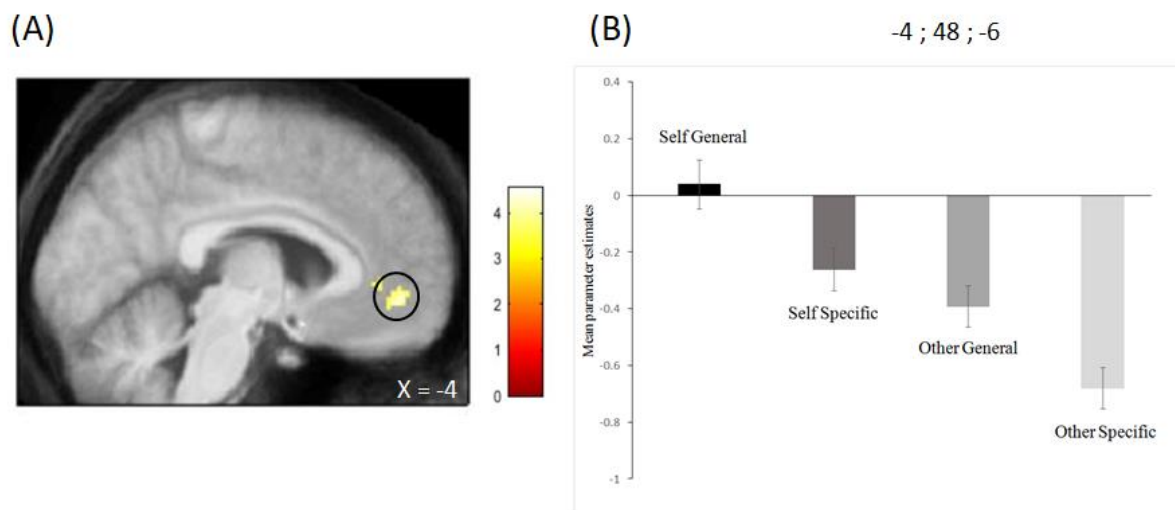 (A)
X = -4
4
3
2
1
0
(B)
-4 ; 48 ; -6
Mean parameter estimates
0.4
0.2
0
-0.2
-0.4
-0.6
-0.8
-1
Self General
Self Specific
Other General
Other Specific